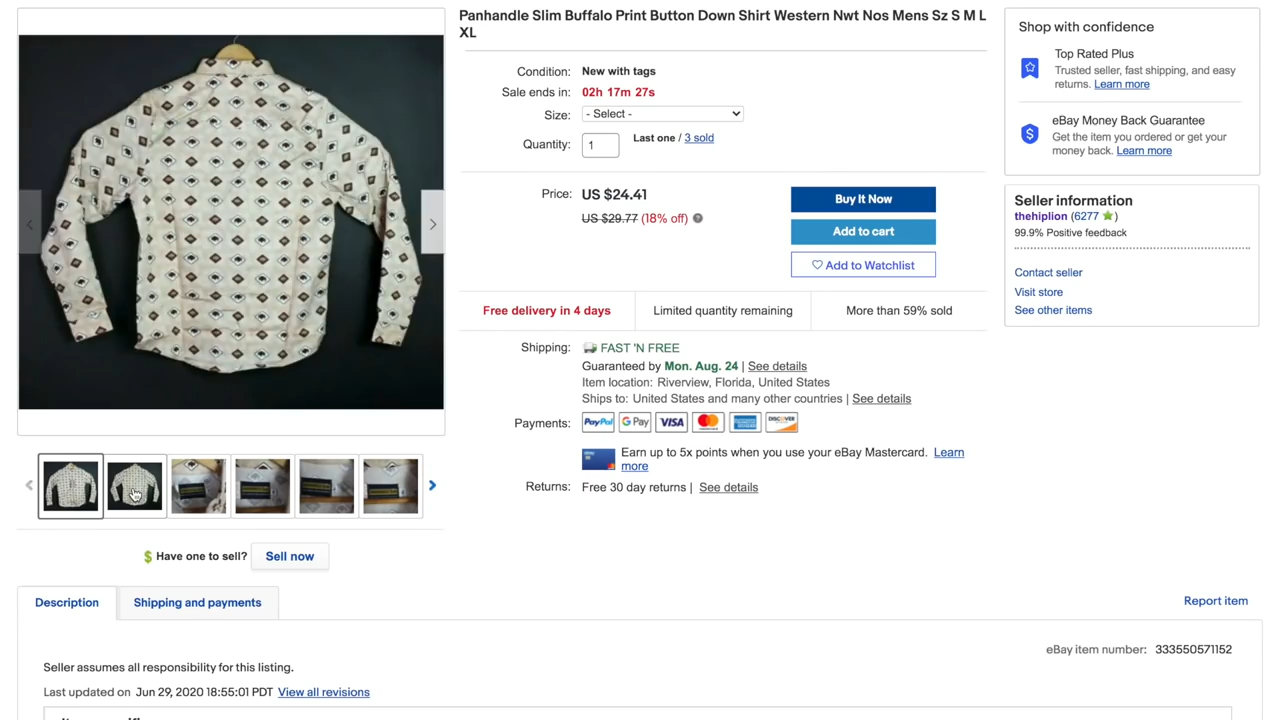 Panhandle Slim Buffalo Print Button Down Shirt Western Nwt Nos Mens Sz S M L
XL
Condition: New with tags
Sale ends in: 02h 17m 27s
Size: - Select -
Quantity: 1 Last one / 3 sold
Price: US $24.41
US $29.77 (18% off)
Buy It Now
Add to cart
Add to Watchlist
Free delivery in 4 days
Limited quantity remaining
More than 59% sold
Shipping: FAST 'N FREE
Guaranteed by Mon. Aug. 24 | See details
Item location: Riverview, Florida, United States
Ships to: United States and many other countries | See details
Payments: PayPal G Pay VISA DISCOVER
Earn up to 5x points when you use your eBay Mastercard. Learn
more
Returns: Free 30 day returns | See details
Shop with confidence
Top Rated Plus
Trusted seller, fast shipping, and easy
returns. Learn more
eBay Money Back Guarantee
Get the item you ordered or get your
money back. Learn more
Seller information
thehiplion (6277 )
99.9% Positive feedback
Contact seller
Visit store
See other items
Have one to sell? Sell now
Description
Shipping and payments
Report item
eBay item number: 333550571152
Seller assumes all responsibility for this listing.
Last updated on Jun 29, 2020 18:55:01 PDT View all revisions